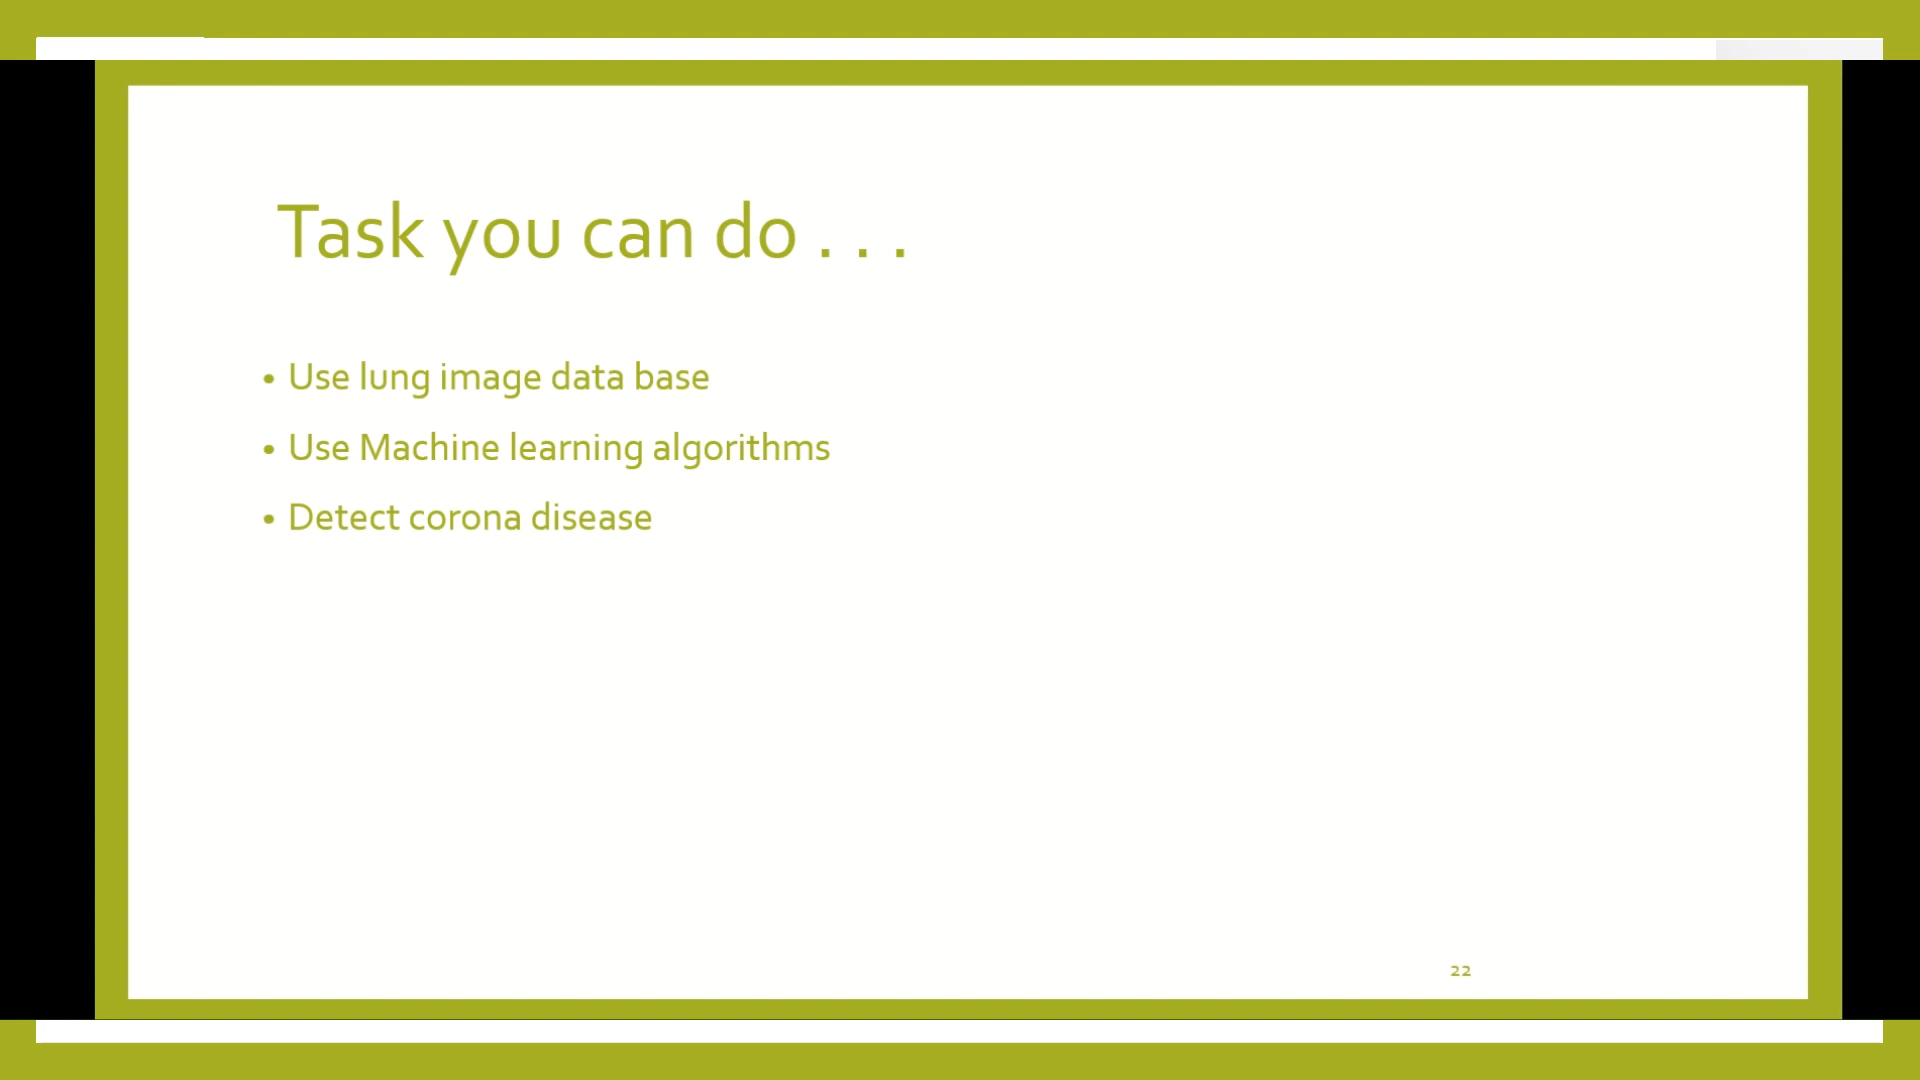 Task you can do . . .
• Use lung image data base
• Use Machine learning algorithms
• Detect corona disease
22